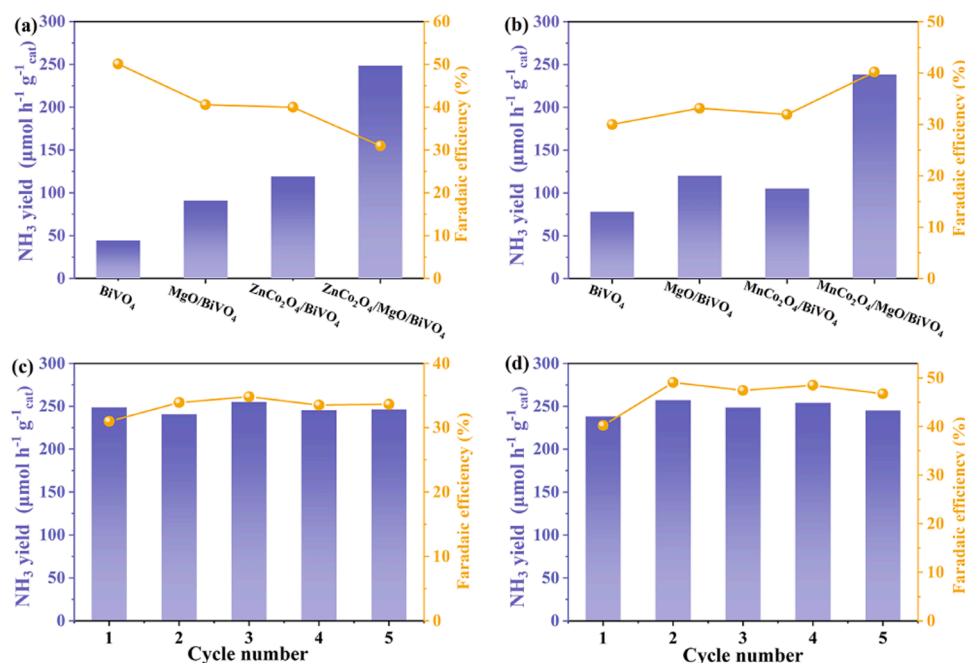 (a)
NH₃ yield (μmol h⁻¹ g⁻¹cat)
300
250
200
150
100
50
0
60
50
40
30
20
10
0
Faradaic efficiency (%)
BiVO₄
MgO/BiVO₄
ZnCo₂O₄/BiVO₄
ZnCo₂O₄/MgO/BiVO₄
(b)
NH₃ yield (μmol h⁻¹ g⁻¹cat)
300
250
200
150
100
50
0
50
40
30
20
10
0
Faradaic efficiency (%)
BiVO₄
MgO/BiVO₄
MnCo₂O₄/BiVO₄
MnCo₂O₄/MgO/BiVO₄
(c)
NH₃ yield (μmol h⁻¹ g⁻¹cat)
300
250
200
150
100
50
0
40
30
20
10
0
Faradaic efficiency (%)
1 2 3 4 5
Cycle number
(d)
NH₃ yield (μmol h⁻¹ g⁻¹cat)
300
250
200
150
100
50
0
50
40
30
20
10
0
Faradaic efficiency (%)
1 2 3 4 5
Cycle number